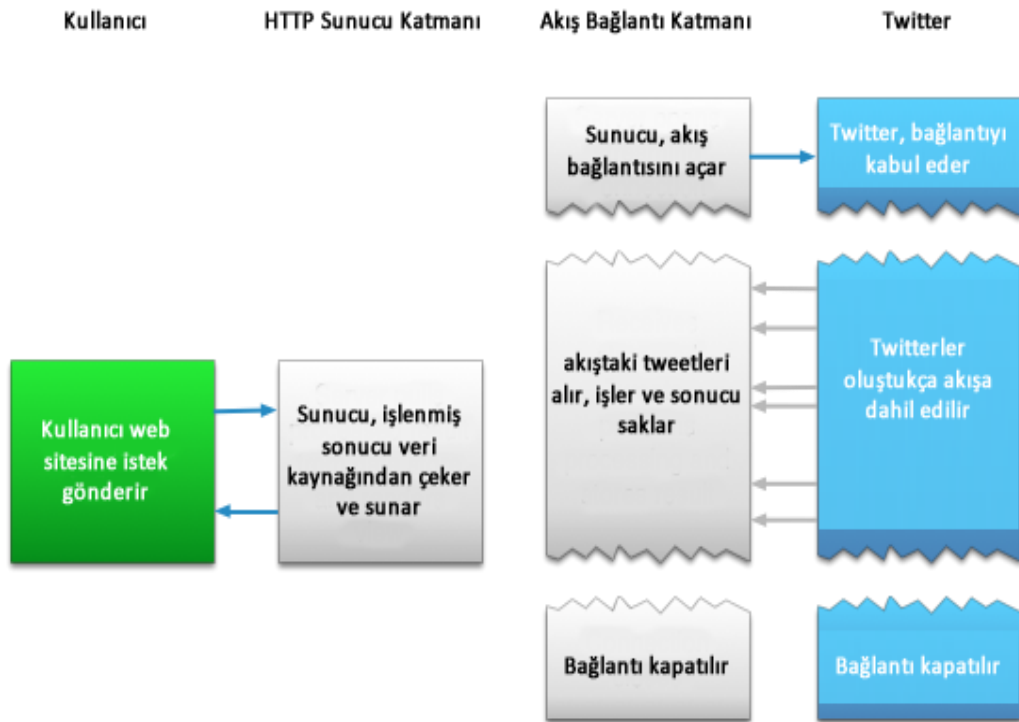 Kullanıcı
HTTP Sunucu Katmanı
Akış Bağlantı Katmanı
Twitter
Sunucu, akış
bağlantısını açar
Twitter, bağlantıyı
kabul eder
Kullanıcı web
sitesine istek
gönderir
Sunucu, işlenmiş
sonucu veri
kaynağından çeker
ve sunar
akıştaki tweetleri
alır, işler ve sonucu
saklar
Twitterler
oluştukça akışa
dahil edilir
Bağlantı kapatılır
Bağlantı kapatılır